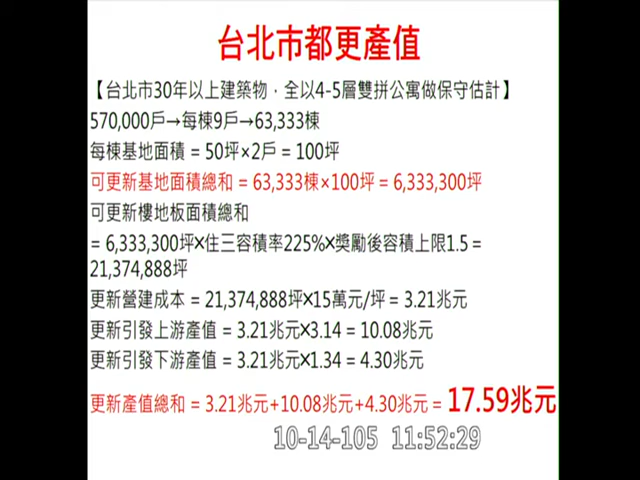 台北市都更產值
【台北市30年以上建築物，全以4-5層雙拼公寓做保守估計】
570,000戶→每棟9戶→63,333棟
每棟基地面積 = 50坪×2戶 = 100坪
可更新基地面積總和 = 63,333棟×100坪 = 6,333,300坪
可更新樓地板面積總和
= 6,333,300坪×住三容積率225%×獎勵後容積上限1.5 =
21,374,888坪
更新營建成本 = 21,374,888坪×15萬元/坪 = 3.21兆元
更新引發上游產值 = 3.21兆元×3.14 = 10.08兆元
更新引發下游產值 = 3.21兆元×1.34 = 4.30兆元
更新產值總和 = 3.21兆元+10.08兆元+4.30兆元 = 17.59兆元
10-14-105 11:52:29